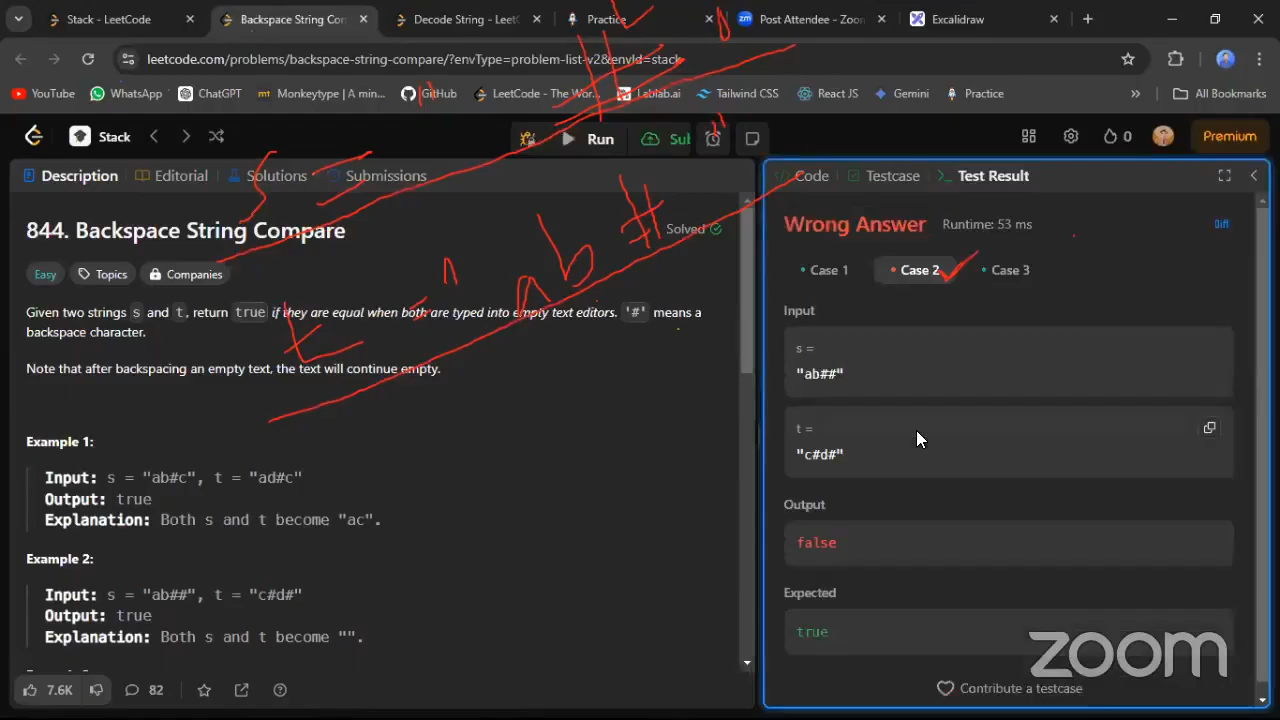 Stack - LeetCode
Backspace String Com
Decode String - LeetC
Practice
Post Attendee - Zoom
Excalidraw
leetcode.com/problems/backspace-string-compare/?envType=problem-list-v2&envId=stack
YouTube
WhatsApp
ChatGPT
Monkeytype | A min...
GitHub
LeetCode - The Wor...
Lablab.ai
Tailwind CSS
React JS
Gemini
Practice
»
All Bookmarks
Stack
Run
Sub
0
Premium
Description
Editorial
Solutions
Submissions
Code
Testcase
Test Result
844. Backspace String Compare
Solved
Easy
Topics
Companies
Given two strings s and t, return true if they are equal when both are typed into empty text editors. '#' means a
backspace character.
Note that after backspacing an empty text, the text will continue empty.
Example 1:
Input: s = "ab#c", t = "ad#c"
Output: true
Explanation: Both s and t become "ac".
Example 2:
Input: s = "ab##", t = "c#d#"
Output: true
Explanation: Both s and t become "".
7.6K
82
s =
t = " ab #
Wrong Answer
Runtime: 53 ms
Diff
Case 1
Case 2
Case 3
Input
s =
"ab##"
t =
"c#d#"
Output
false
Expected
true
Contribute a testcase
zoom